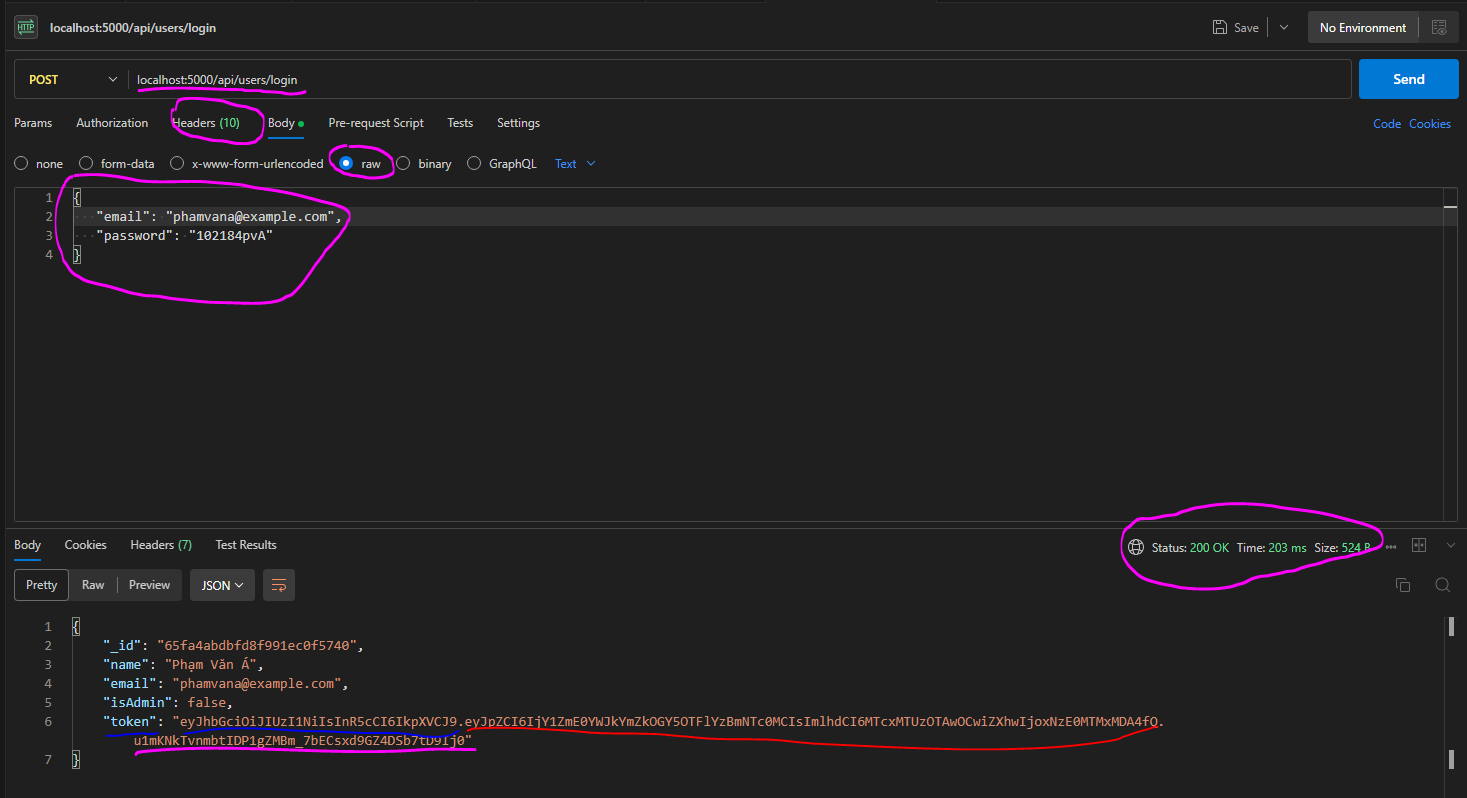 HTTP localhost:5000/api/users/login Save No Environment
POST localhost:5000/api/users/login Send
Params Authorization Headers (10) Body Pre-request Script Tests Settings Code Cookies
none form-data x-www-form-urlencoded raw binary GraphQL Text
1 {
2 "email": "phamvana@example.com",
3 "password": "102184pvA"
4 }
Body Cookies Headers (7) Test Results Status: 200 OK Time: 203 ms Size: 524 B
Pretty Raw Preview JSON
1 {
2 "_id": "65fa4abdbfd8f991ec0f5740",
3 "name": "Phạm Văn Á",
4 "email": "phamvana@example.com",
5 "isAdmin": false,
6 "token": "eyJhbGciOiJIUzI1NiIsInR5cCI6IkpXVCJ9.eyJpZCI6IjY1ZmE0YWJkYmZkOGY5OTFlYzBmNTc0MCIsImlhdCI6MTcxMTUzOTAwOCwiZXhwIjoxNzE0MTMxMDA4fQ.
u1mKNkTvnmbtIDP1gZMBm_7bECsxd9GZ4DSb7tD9Ij0"
7 }